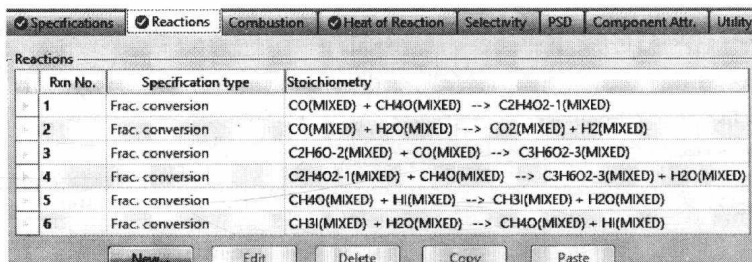 Specifications Reactions Combustion Heat of Reaction Selectivity PSD Component Attr. Utility
Reactions
Rxn No. Specification type Stoichiometry
1 Frac. conversion CO(MIXED) + CH4O(MIXED) --> C2H4O2-1(MIXED)
2 Frac. conversion CO(MIXED) + H2O(MIXED) --> CO2(MIXED) + H2(MIXED)
3 Frac. conversion C2H6O-2(MIXED) + CO(MIXED) --> C3H6O2-3(MIXED)
4 Frac. conversion C2H4O2-1(MIXED) + CH4O(MIXED) --> C3H6O2-3(MIXED) + H2O(MIXED)
5 Frac. conversion CH4O(MIXED) + HI(MIXED) --> CH3I(MIXED) + H2O(MIXED)
6 Frac. conversion CH3I(MIXED) + H2O(MIXED) --> CH4O(MIXED) + HI(MIXED)
New... Edit Delete Copy Paste